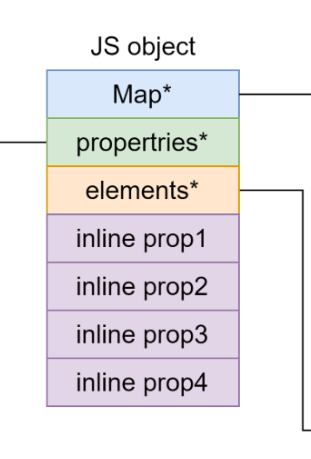 JS object
Map*
propertries*
elements*
inline prop1
inline prop2
inline prop3
inline prop4